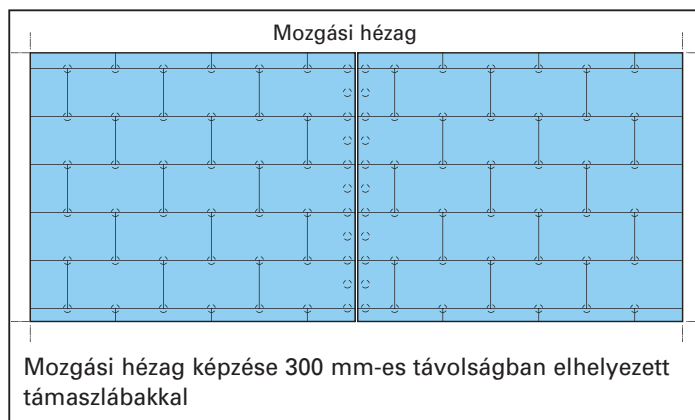 Mozgási hézag
Mozgási hézag képzése 300 mm-es távolságban elhelyezett
támaszlábakkal